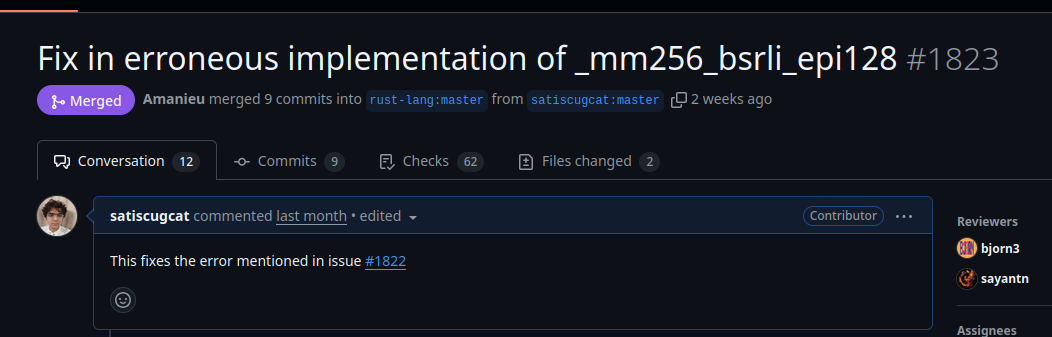 Fix in erroneous implementation of _mm256_bsrli_epi128 #1823
Merged Amanieu merged 9 commits into rust-lang:master from satiscugcat:master 2 weeks ago
Conversation 12 Commits 9 Checks 62 Files changed 2
satiscugcat commented last month • edited Contributor
This fixes the error mentioned in issue #1822
Reviewers
bjorn3
sayantn
Assignees